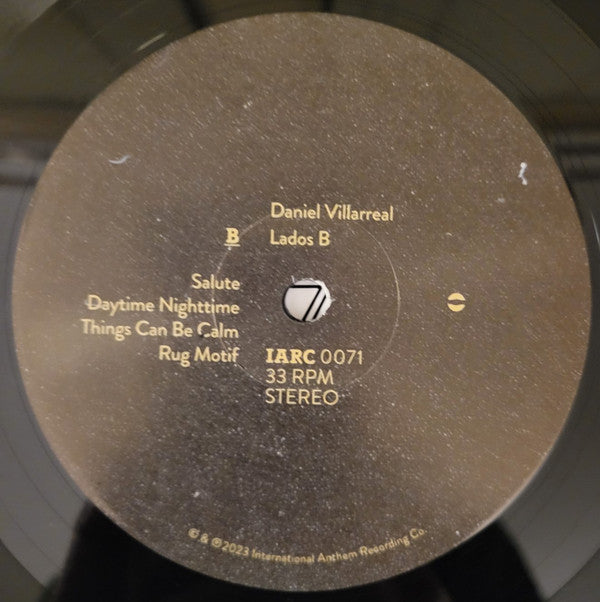 Daniel Villarreal
B Lados B
Salute
Daytime Nighttime
Things Can Be Calm
Rug Motif
IARC 0071
33 RPM
STEREO
© & ℗ 2023 International Anthem Recording Co.